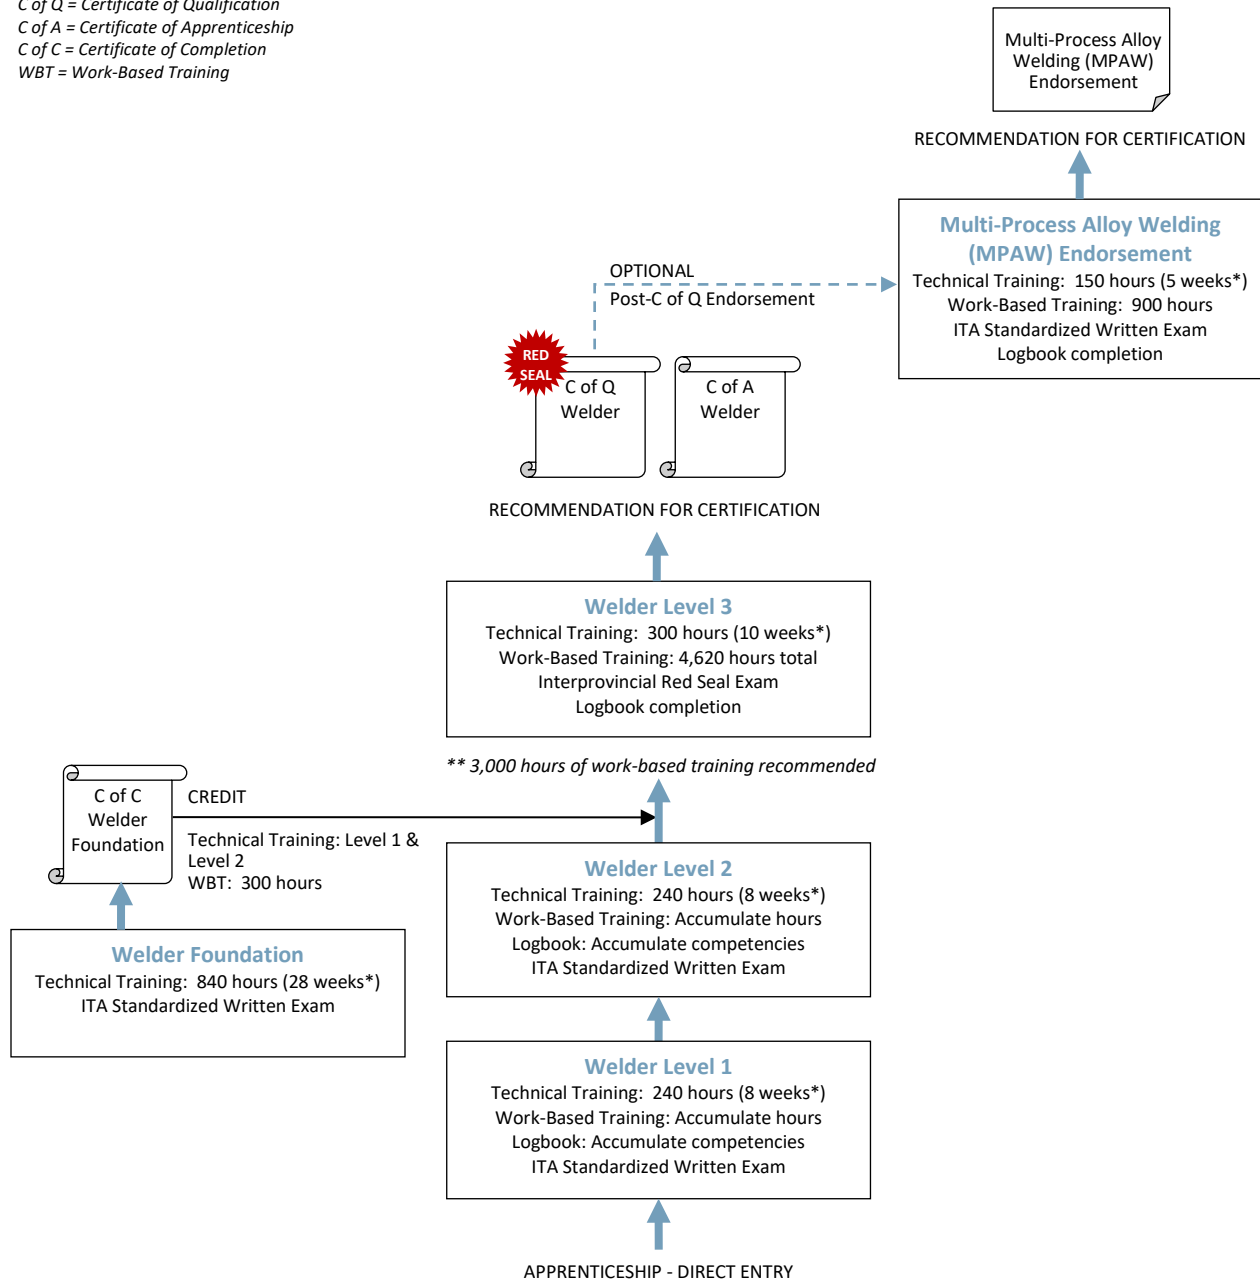 C of Q = Certificate of Qualification
C of A = Certificate of Apprenticeship
C of C = Certificate of Completion
WBT = Work-Based Training
Multi-Process Alloy
Welding (MPAW)
Endorsement
RECOMMENDATION FOR CERTIFICATION
Multi-Process Alloy Welding
(MPAW) Endorsement
Technical Training:  150 hours (5 weeks*)
Work-Based Training:  900 hours
ITA Standardized Written Exam
Logbook completion
OPTIONAL
Post-C of Q Endorsement
RED
SEAL
C of Q
Welder
C of A
Welder
RECOMMENDATION FOR CERTIFICATION
Welder Level 3
Technical Training:  300 hours (10 weeks*)
Work-Based Training: 4,620 hours total
Interprovincial Red Seal Exam
Logbook completion
** 3,000 hours of work-based training recommended
C of C
Welder
Foundation
CREDIT
Technical Training: Level 1 &
Level 2
WBT:  300 hours
Welder Level 2
Technical Training:  240 hours (8 weeks*)
Work-Based Training: Accumulate hours
Logbook: Accumulate competencies
ITA Standardized Written Exam
Welder Foundation
Technical Training:  840 hours (28 weeks*)
ITA Standardized Written Exam
Welder Level 1
Technical Training:  240 hours (8 weeks*)
Work-Based Training: Accumulate hours
Logbook: Accumulate competencies
ITA Standardized Written Exam
APPRENTICESHIP - DIRECT ENTRY